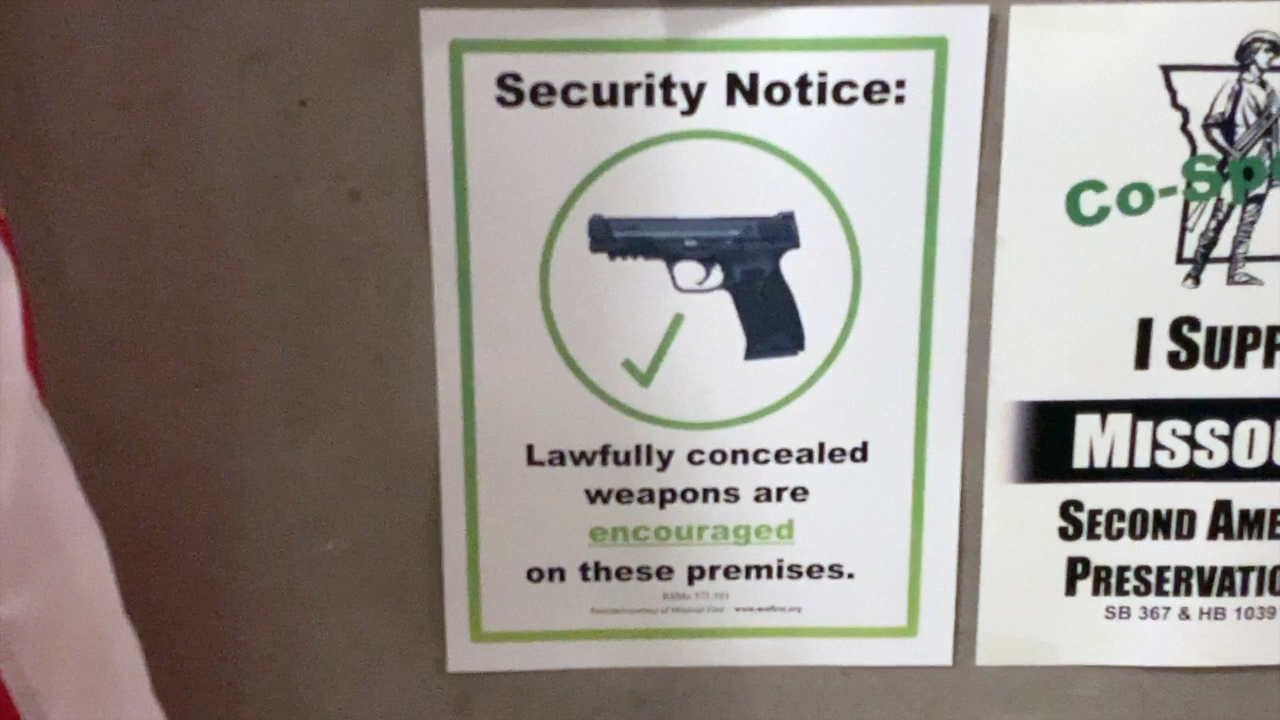 Security Notice:
Lawfully concealed
weapons are
encouraged
on these premises.
Co-Sp
I SUPP
MISSOU
SECOND AME
PRESERVATIO
SB 367 & HB 1039